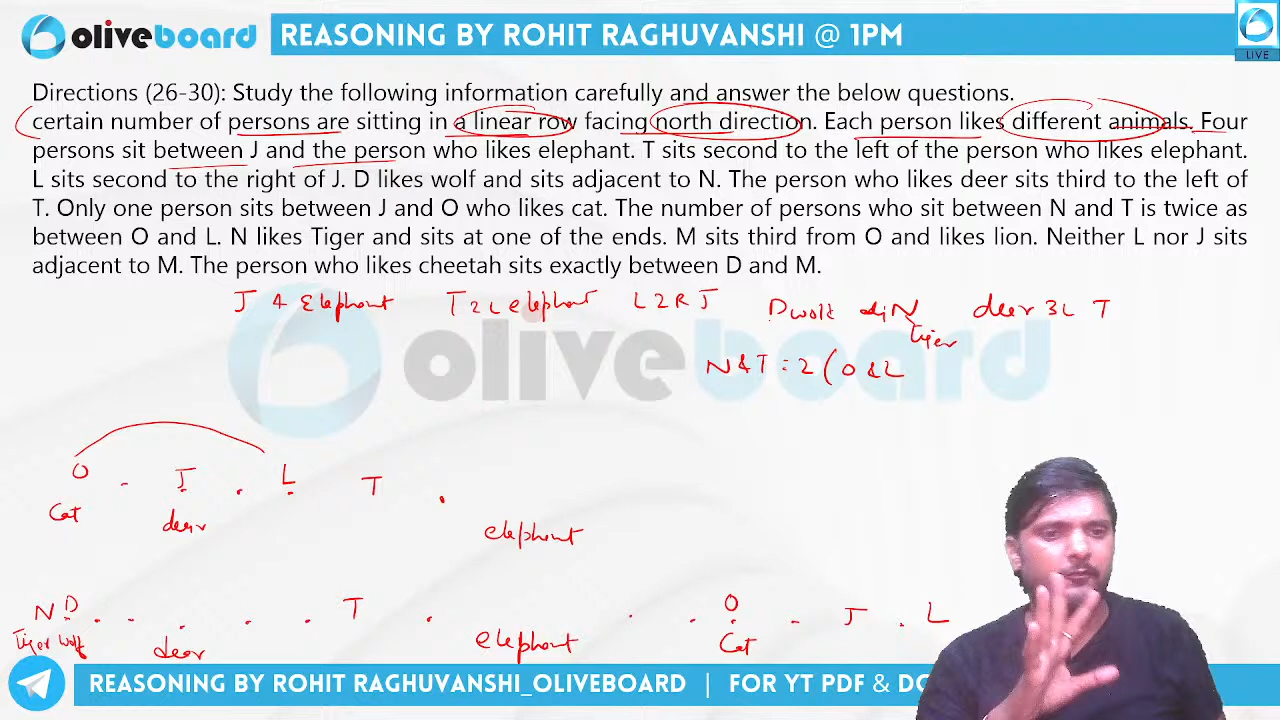 oliveboard REASONING BY ROHIT RAGHUVANSHI @ 1PM
LIVE
Directions (26-30): Study the following information carefully and answer the below questions.
certain number of persons are sitting in a linear row facing north direction. Each person likes different animals. Four
persons sit between J and the person who likes elephant. T sits second to the left of the person who likes elephant.
L sits second to the right of J. D likes wolf and sits adjacent to N. The person who likes deer sits third to the left of
T. Only one person sits between J and O who likes cat. The number of persons who sit between N and T is twice as
between O and L. N likes Tiger and sits at one of the ends. M sits third from O and likes lion. Neither L nor J sits
adjacent to M. The person who likes cheetah sits exactly between D and M.
J 4 Elephant T 2 L elephant L 2 R J D wolf adj N deer 3L T
Tiger
N & T = 2 ( O & L
oliveboard
O J L T
Cat deer elephant
N D T O J L
Tiger wolf deer elephant Cat
REASONING BY ROHIT RAGHUVANSHI_OLIVEBOARD | FOR YT PDF &